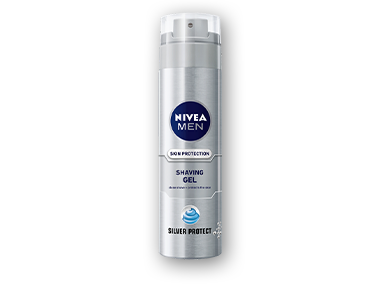 NIVEA
MEN
SKIN PROTECTION
SHAVING
GEL
SILVER PROTECT